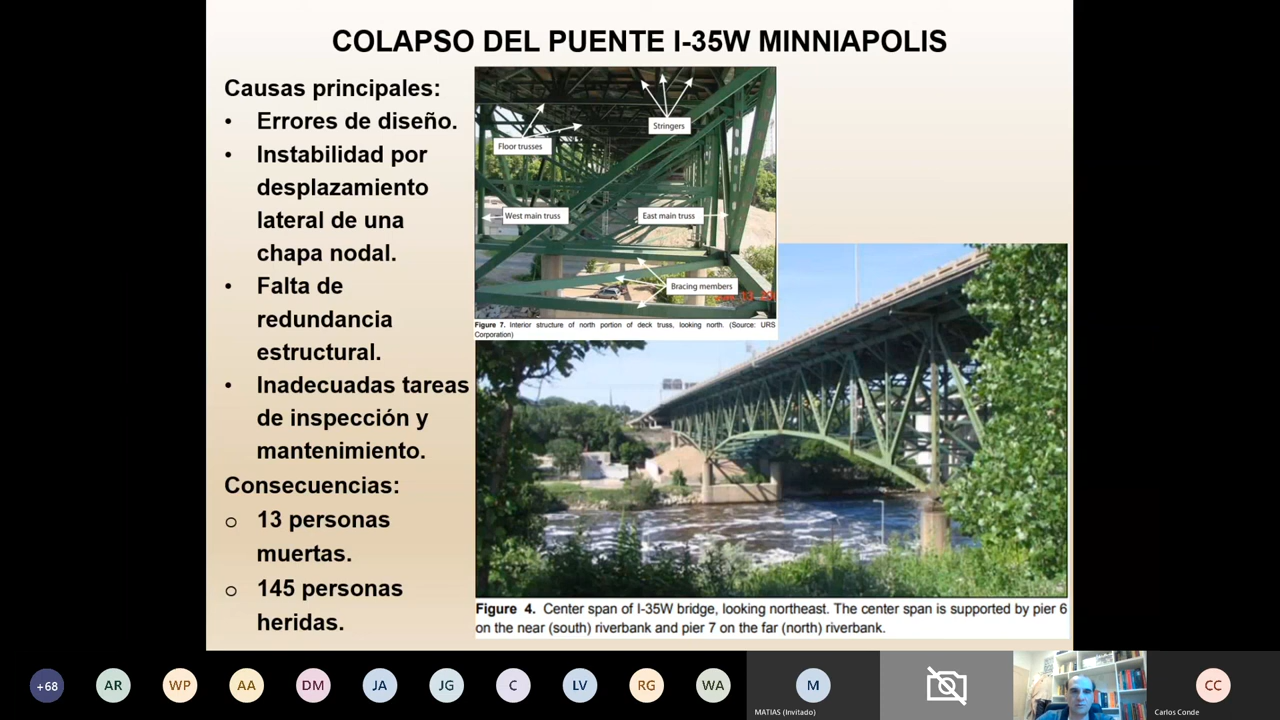 COLAPSO DEL PUENTE I-35W MINNIAPOLIS
Causas principales:
• Errores de diseño.
• Instabilidad por
desplazamiento
lateral de una
chapa nodal.
• Falta de
redundancia
estructural.
• Inadecuadas tareas
de inspección y
mantenimiento.
Consecuencias:
o 13 personas
muertas.
o 145 personas
heridas.
Stringers
Floor trusses
West main truss
East main truss
Bracing members
Figure 7. Interior structure of north portion of deck truss, looking north. (Source: URS
Corporation)
Figure 4. Center span of I-35W bridge, looking northeast. The center span is supported by pier 6
on the near (south) riverbank and pier 7 on the far (north) riverbank.
+68
AR
WP
AA
DM
JA
JG
C
LV
RG
WA
M
MATIAS (Invitado)
CC
Carlos Conde